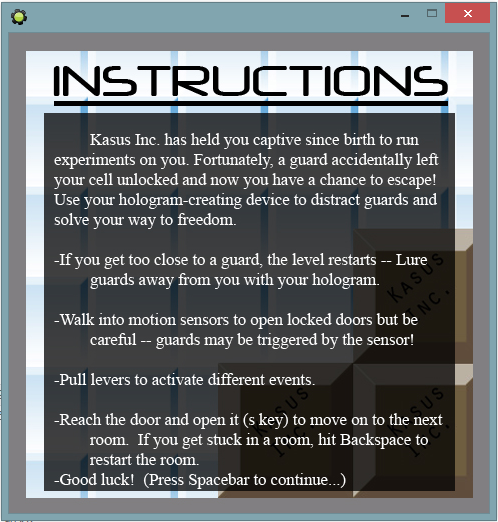 INSTRUCTIONS
Kasus Inc. has held you captive since birth to run
experiments on you. Fortunately, a guard accidentally left
your cell unlocked and now you have a chance to escape!
Use your hologram-creating device to distract guards and
solve your way to freedom.
-If you get too close to a guard, the level restarts -- Lure
guards away from you with your hologram.
-Walk into motion sensors to open locked doors but be
careful -- guards may be triggered by the sensor!
-Pull levers to activate different events.
-Reach the door and open it (s key) to move on to the next
room.  If you get stuck in a room, hit Backspace to
restart the room.
-Good luck!  (Press Spacebar to continue...)
KASUS
INC.
KASUS
INC.
KASUS
INC.